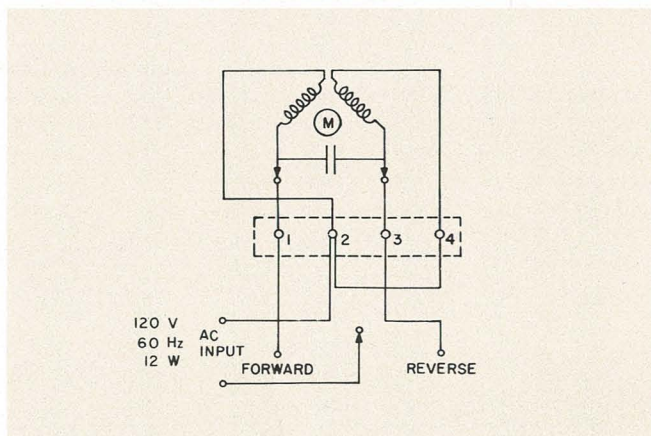 M
1
2
3
4
120 V
60 Hz
12 W
AC
INPUT
FORWARD
REVERSE